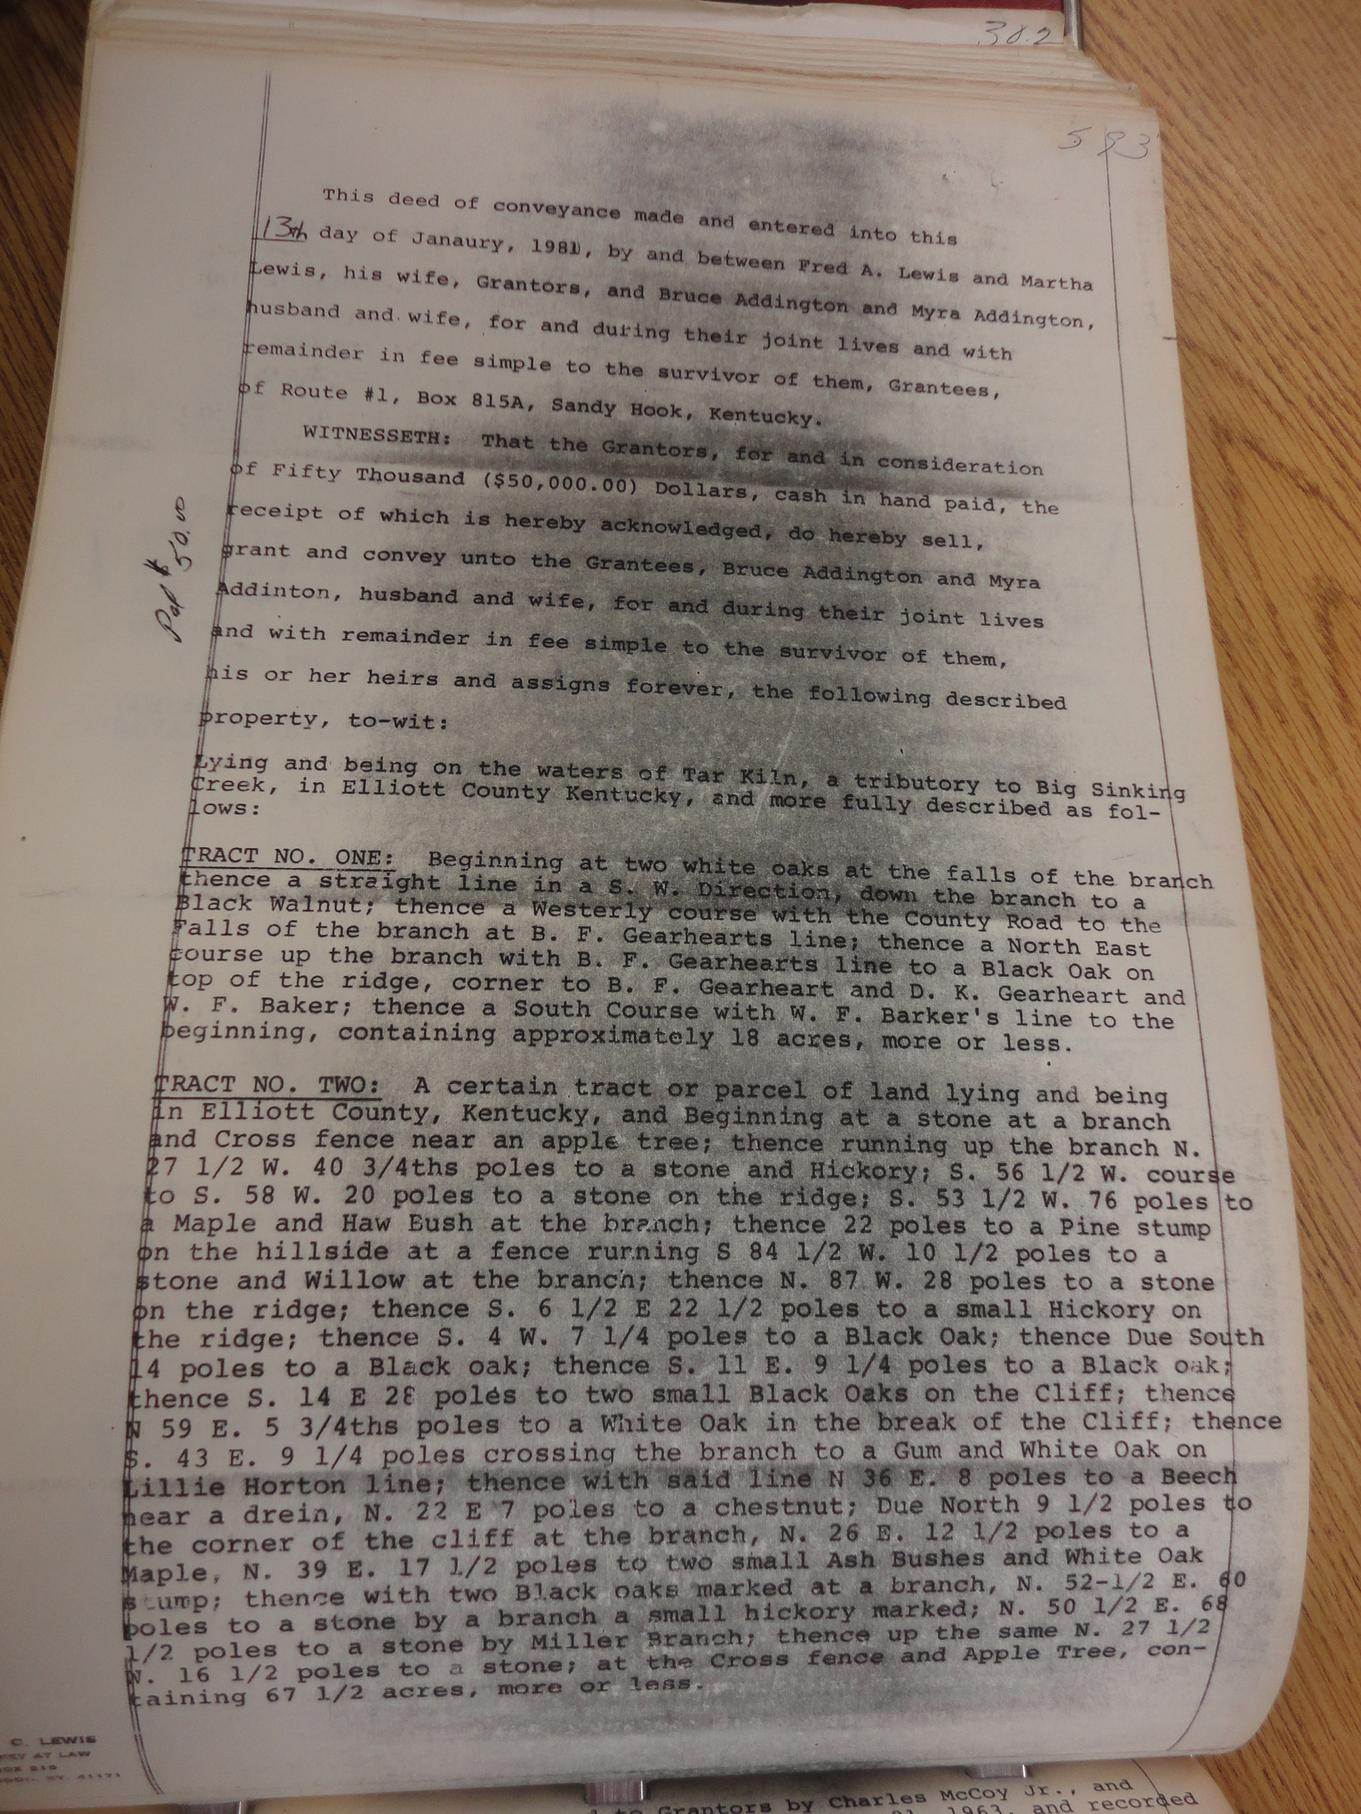 382
593
This deed of conveyance made and entered into this
13th day of Janaury, 1981, by and between Fred A. Lewis and Martha
Lewis, his wife, Grantors, and Bruce Addington and Myra Addington,
husband and wife, for and during their joint lives and with
remainder in fee simple to the survivor of them, Grantees,
of Route #1, Box 815A, Sandy Hook, Kentucky.
WITNESSETH: That the Grantors, for and in consideration
of Fifty Thousand ($50,000.00) Dollars, cash in hand paid, the
receipt of which is hereby acknowledged, do hereby sell,
grant and convey unto the Grantees, Bruce Addington and Myra
Addinton, husband and wife, for and during their joint lives
and with remainder in fee simple to the survivor of them,
his or her heirs and assigns forever, the following described
property, to-wit:
Pd $ 50.00
Lying and being on the waters of Tar Kiln, a tributory to Big Sinking
Creek, in Elliott County Kentucky, and more fully described as fol-
lows:
TRACT NO. ONE: Beginning at two white oaks at the falls of the branch
thence a straight line in a S. W. Direction, down the branch to a
Black Walnut; thence a Westerly course with the County Road to the
Falls of the branch at B. F. Gearhearts line; thence a North East
course up the branch with B. F. Gearhearts line to a Black Oak on
top of the ridge, corner to B. F. Gearheart and D. K. Gearheart and
W. F. Baker; thence a South Course with W. F. Barker's line to the
beginning, containing approximately 18 acres, more or less.
TRACT NO. TWO: A certain tract or parcel of land lying and being
in Elliott County, Kentucky, and Beginning at a stone at a branch
and Cross fence near an apple tree; thence running up the branch N.
27 1/2 W. 40 3/4ths poles to a stone and Hickory; S. 56 1/2 W. course
to S. 58 W. 20 poles to a stone on the ridge; S. 53 1/2 W. 76 poles to
a Maple and Haw Bush at the branch; thence 22 poles to a Pine stump
on the hillside at a fence running S 84 1/2 W. 10 1/2 poles to a
stone and Willow at the branch; thence N. 87 W. 28 poles to a stone
on the ridge; thence S. 6 1/2 E 22 1/2 poles to a small Hickory on
the ridge; thence S. 4 W. 7 1/4 poles to a Black Oak; thence Due South
14 poles to a Black oak; thence S. 11 E. 9 1/4 poles to a Black oak;
thence S. 14 E 28 poles to two small Black Oaks on the Cliff; thence
N 59 E. 5 3/4ths poles to a White Oak in the break of the Cliff; thence
S. 43 E. 9 1/4 poles crossing the branch to a Gum and White Oak on
Lillie Horton line; thence with said line N 36 E. 8 poles to a Beech
near a drein, N. 22 E 7 poles to a chestnut; Due North 9 1/2 poles to
the corner of the cliff at the branch, N. 26 E. 12 1/2 poles to a
Maple, N. 39 E. 17 1/2 poles to two small Ash Bushes and White Oak
stump; thence with two Black oaks marked at a branch, N. 52-1/2 E. 60
poles to a stone by a branch a small hickory marked; N. 50 1/2 E. 68
1/2 poles to a stone by Miller Branch; thence up the same N. 27 1/2
W. 16 1/2 poles to a stone; at the Cross fence and Apple Tree, con-
taining 67 1/2 acres, more or less.
C. LEWIS
AT LAW
KY. 41171
to Grantors by Charles McCoy Jr., and
1963, and recorded